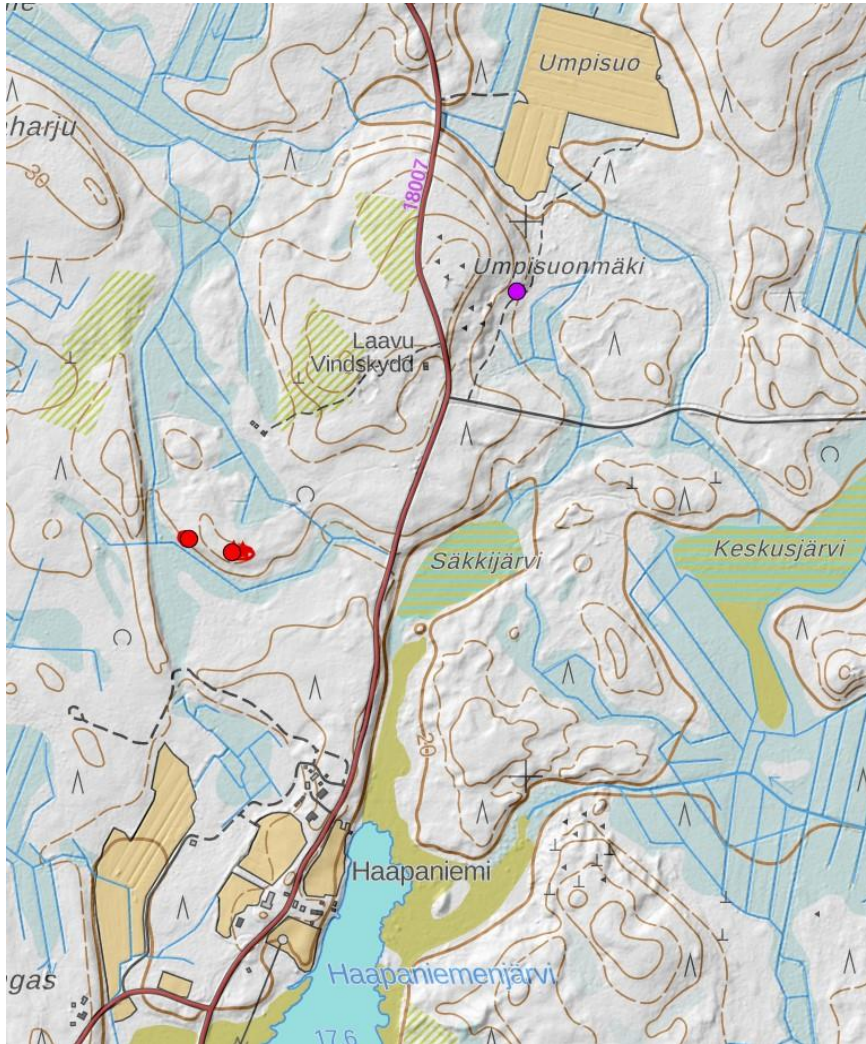 Umpisuo
harju
30
18007
Umpisuonmäki
Laavu
Vindskydd
Säkkijärvi
Keskusjärvi
20
Haapaniemi
Haapaniemenjärvi
gas
17.6